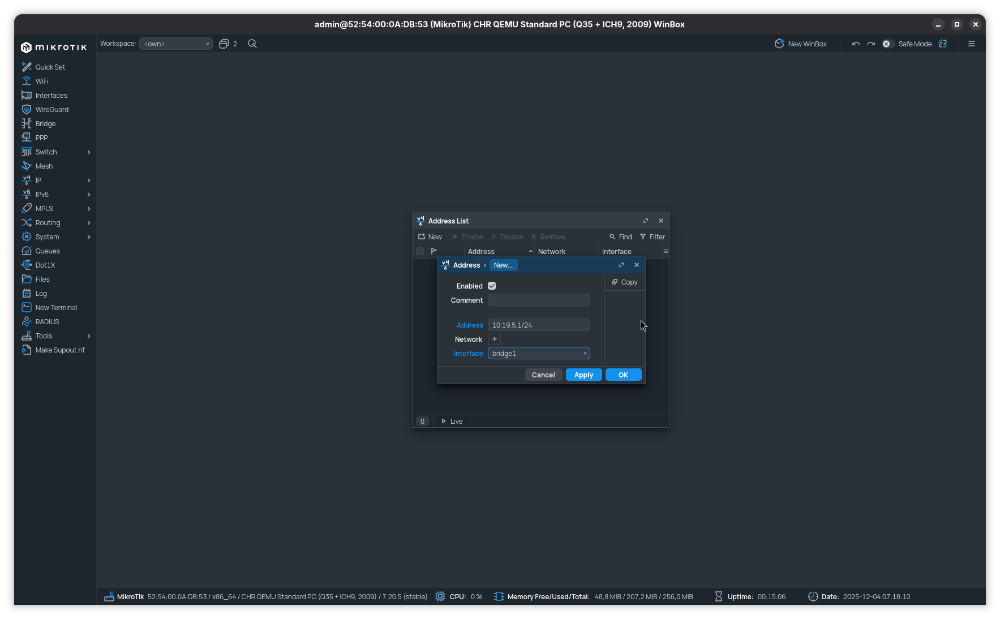 admin@52:54:00:0A:DB:53 (MikroTik) CHR QEMU Standard PC (Q35 + ICH9, 2009) WinBox
MIKROTIK
Workspace: <own> 2 New WinBox Safe Mode
Quick Set
WiFi
Interfaces
WireGuard
Bridge
PPP
Switch
Mesh
v4 IP
v6 IPv6
MPLS
Routing
System
Queues
Dot1X
Files
Log
New Terminal
RADIUS
Tools
Make Supout.rif
v4 Address List
New Enable Disable Remove Find Filter
Address Network Interface
v4 Address › New...
Copy
Enabled
Comment
Address 10.19.5.1/24
Network +
Interface bridge1
Cancel Apply OK
0 Live
MikroTik 52:54:00:0A:DB:53 / x86_64 / CHR QEMU Standard PC (Q35 + ICH9, 2009) / 7.20.5 (stable) CPU: 0 % Memory Free/Used/Total: 48,8 MiB / 207,2 MiB / 256,0 MiB Uptime: 00:15:06 Date: 2025-12-04 07:18:10